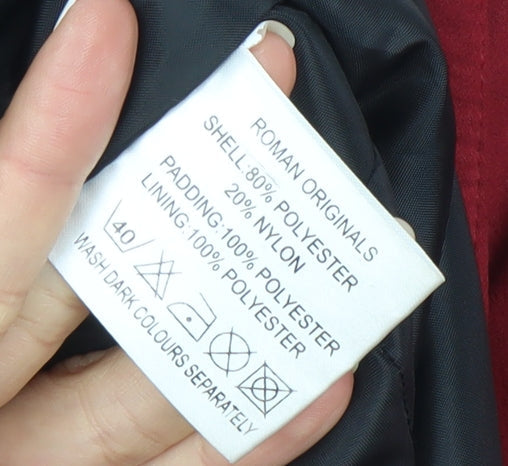 ROMAN ORIGINALS
SHELL:80% POLYESTER
20% NYLON
PADDING:100% POLYESTER
LINING:100% POLYESTER
40
WASH DARK COLOURS SEPARATELY